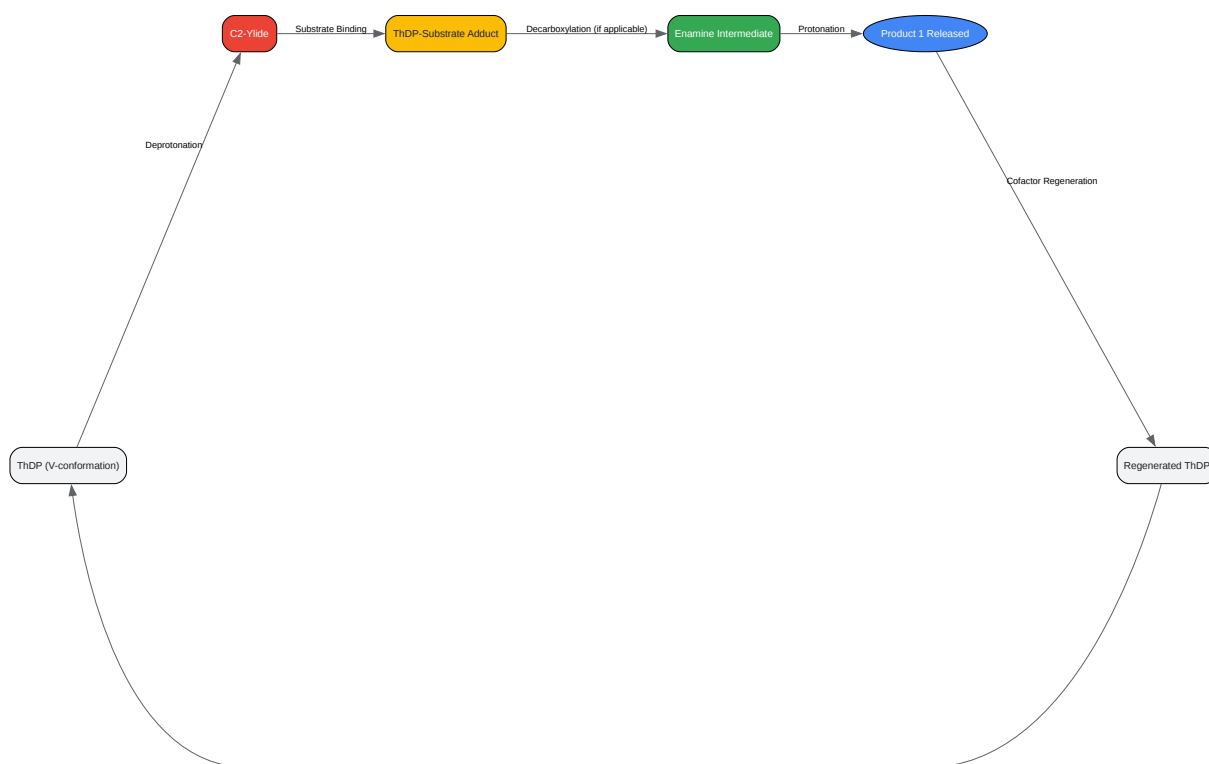 C2-Ylide
Substrate Binding
ThDP-Substrate Adduct
Decarboxylation (if applicable)
Enamine Intermediate
Protonation
Product 1 Released
Deprotonation
Cofactor Regeneration
ThDP (V-conformation)
Regenerated ThDP